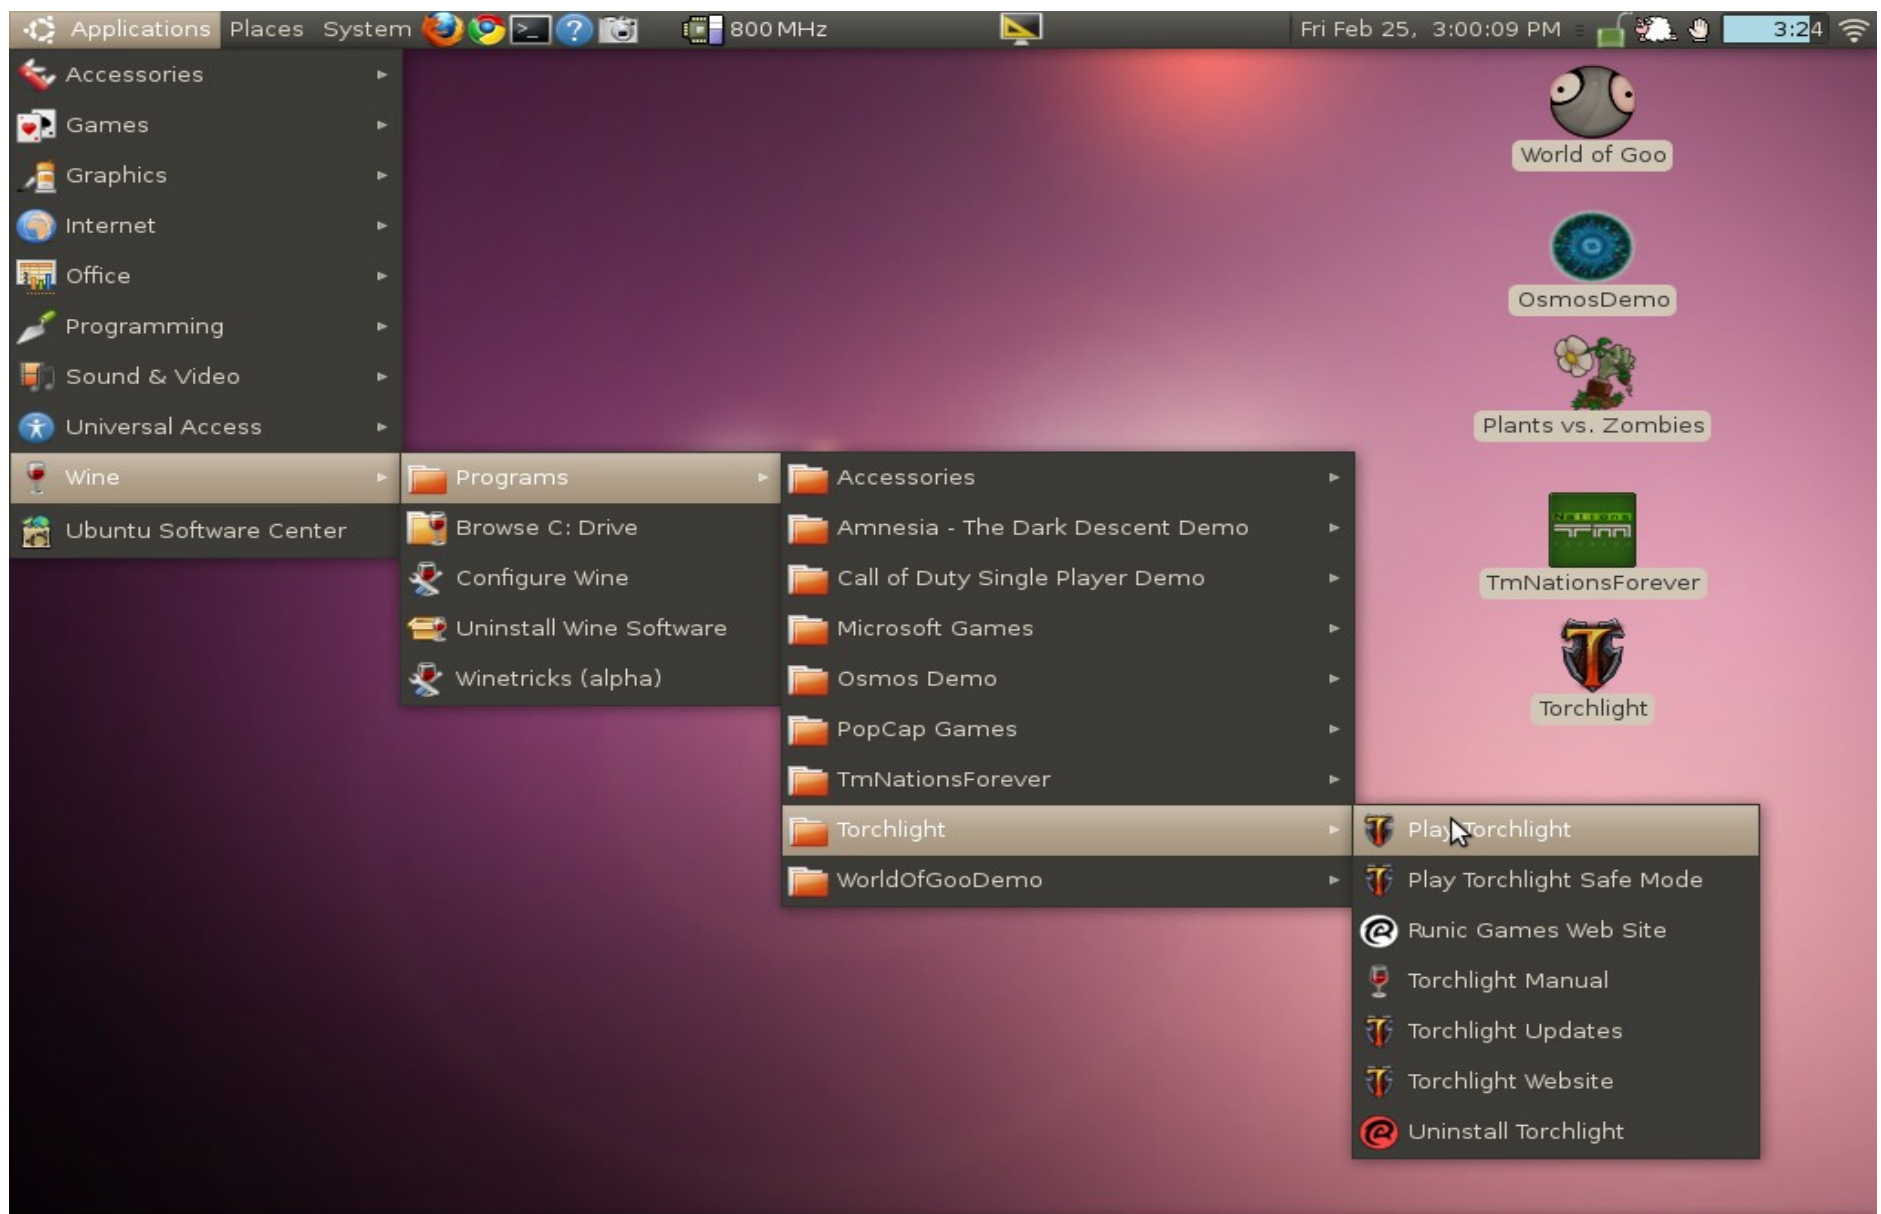 Applications Places System 800 MHz Fri Feb 25, 3:00:09 PM 3:24
Accessories
Games
Graphics
Internet
Office
Programming
Sound & Video
Universal Access
Wine
Ubuntu Software Center
Programs
Browse C: Drive
Configure Wine
Uninstall Wine Software
Winetricks (alpha)
Accessories
Amnesia - The Dark Descent Demo
Call of Duty Single Player Demo
Microsoft Games
Osmos Demo
PopCap Games
TmNationsForever
Torchlight
WorldOfGooDemo
Play Torchlight
Play Torchlight Safe Mode
Runic Games Web Site
Torchlight Manual
Torchlight Updates
Torchlight Website
Uninstall Torchlight
World of Goo
OsmosDemo
Plants vs. Zombies
Nations
TmNationsForever
Torchlight